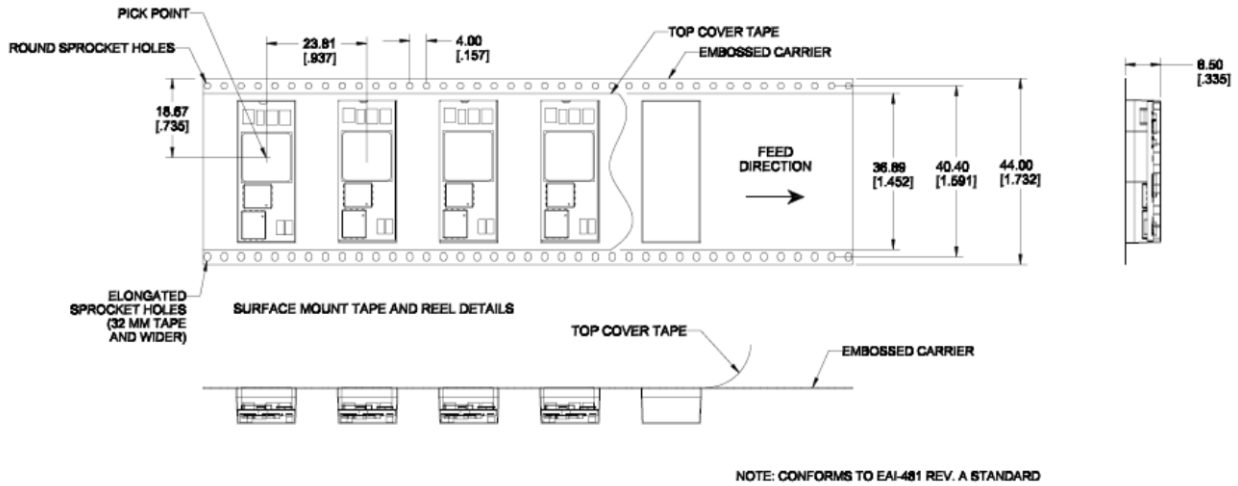 PICK POINT
ROUND SPROCKET HOLES
23.81
[.937]
4.00
[.157]
TOP COVER TAPE
EMBOSSED CARRIER
8.50
[.335]
18.67
[.735]
FEED
DIRECTION
36.89
[1.452]
40.40
[1.591]
44.00
[1.732]
ELONGATED
SPROCKET HOLES
(32 MM TAPE
AND WIDER)
SURFACE MOUNT TAPE AND REEL DETAILS
TOP COVER TAPE
EMBOSSED CARRIER
NOTE: CONFORMS TO EAI-481 REV. A STANDARD